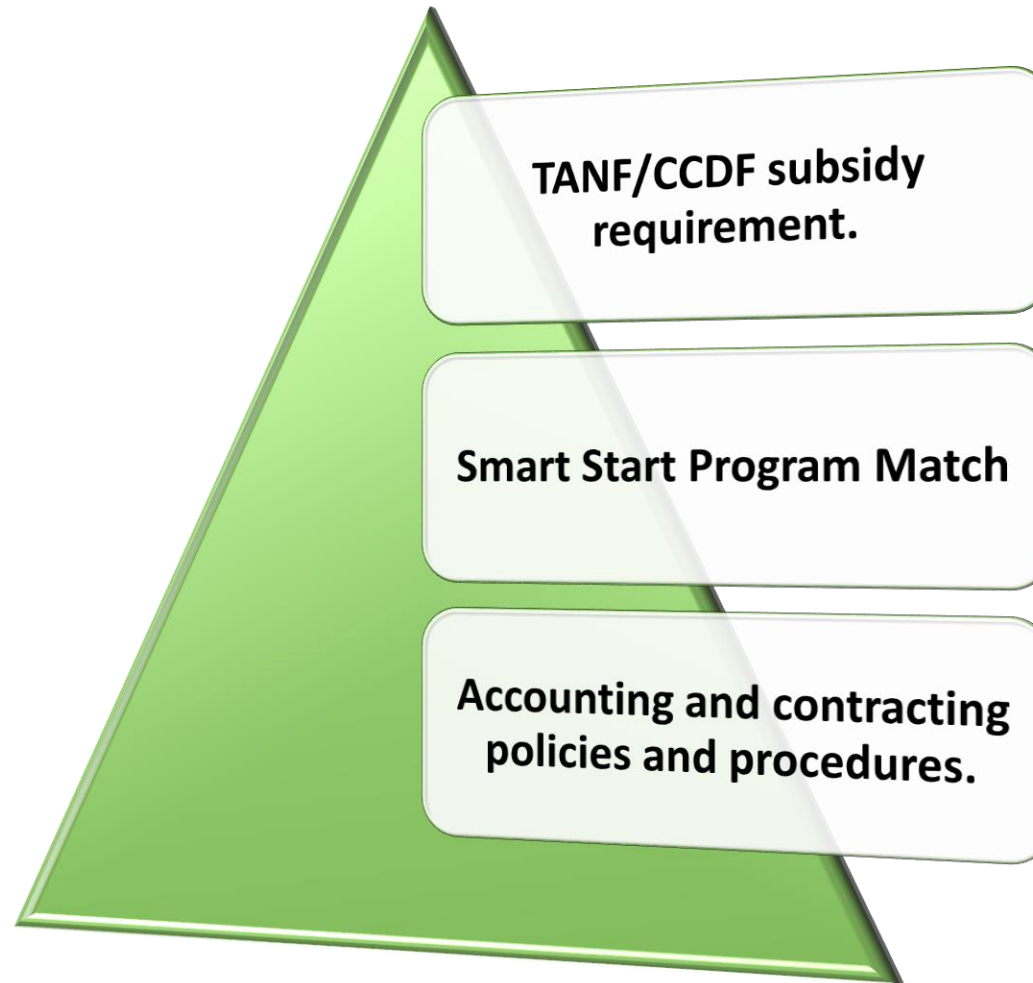 TANF/CCDF subsidy
requirement.
Smart Start Program Match
Accounting and contracting
policies and procedures.